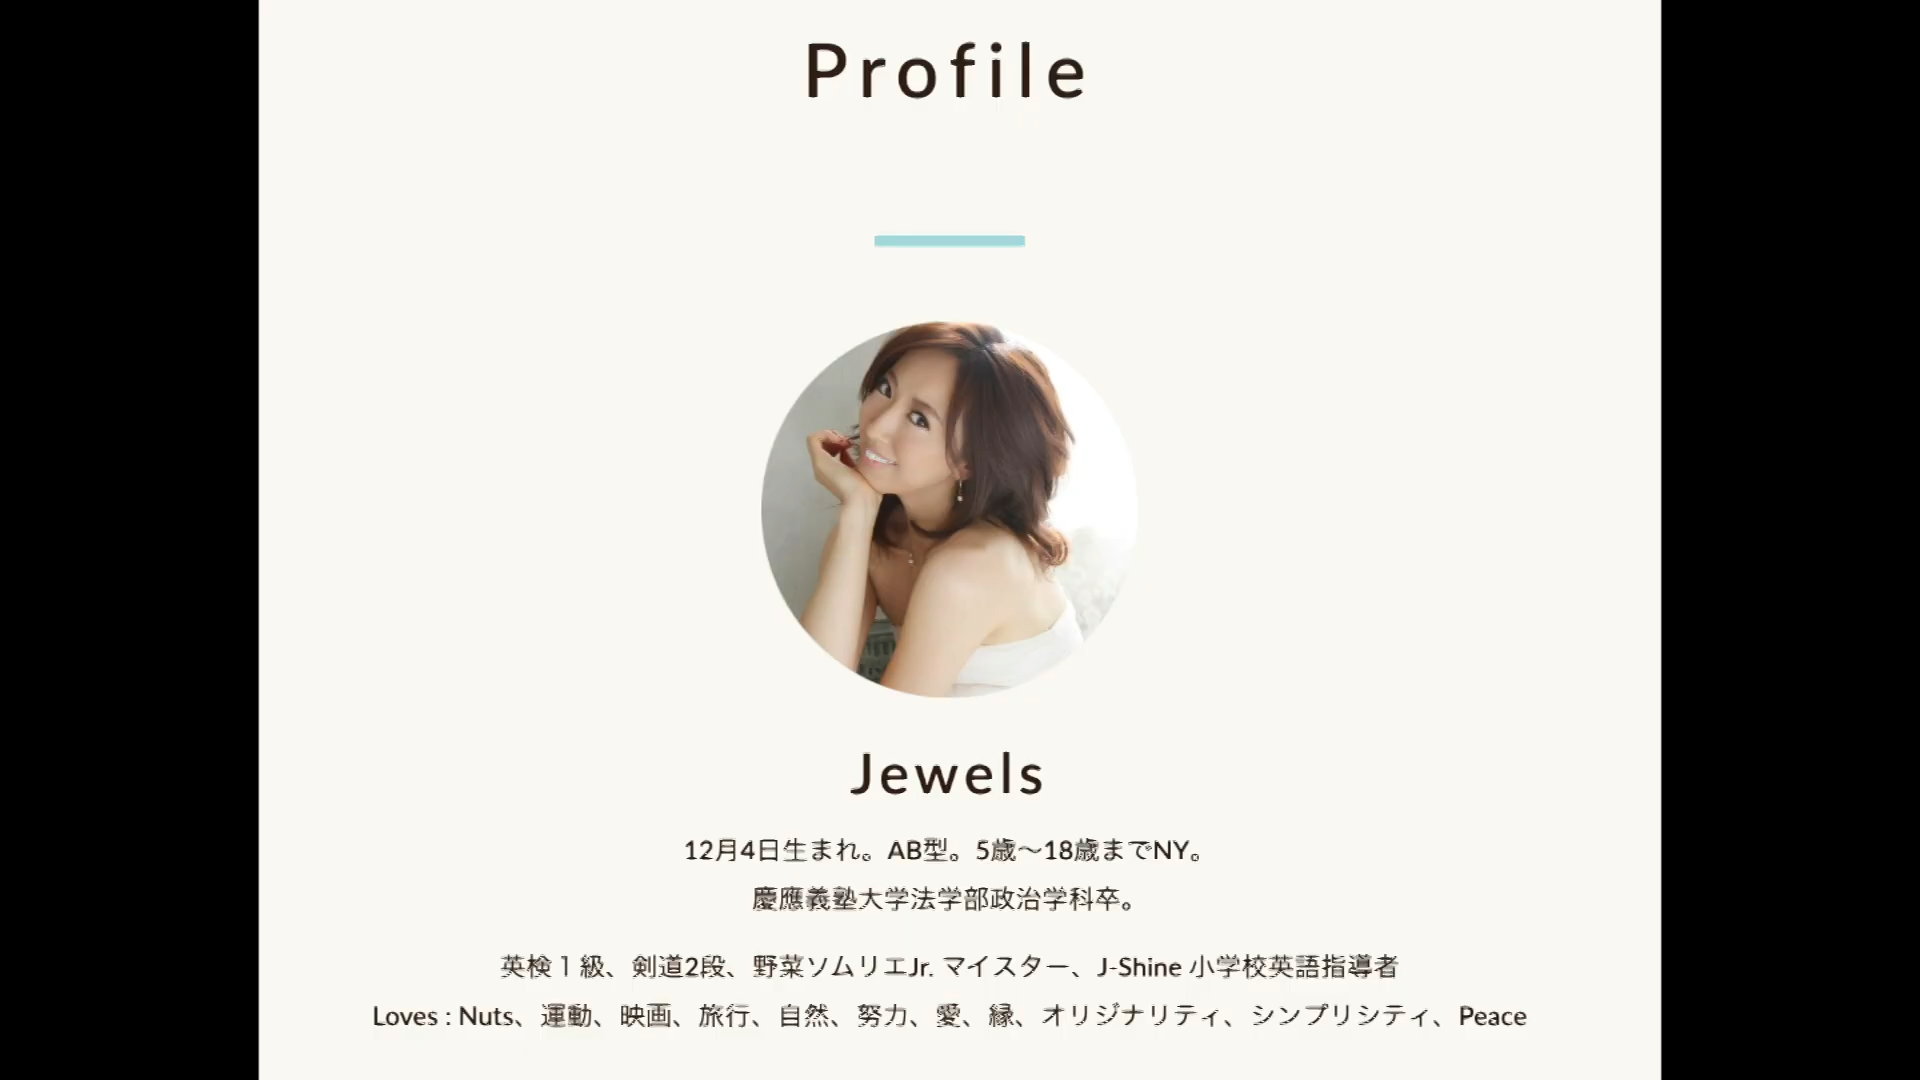 Profile
Jewels
12月4日生まれ。AB型。5歳〜18歳までNY。
慶應義塾大学法学部政治学科卒。
英検１級、剣道2段、野菜ソムリエJr. マイスター、J-Shine 小学校英語指導者
Loves : Nuts、運動、映画、旅行、自然、努力、愛、縁、オリジナリティ、シンプリシティ、Peace